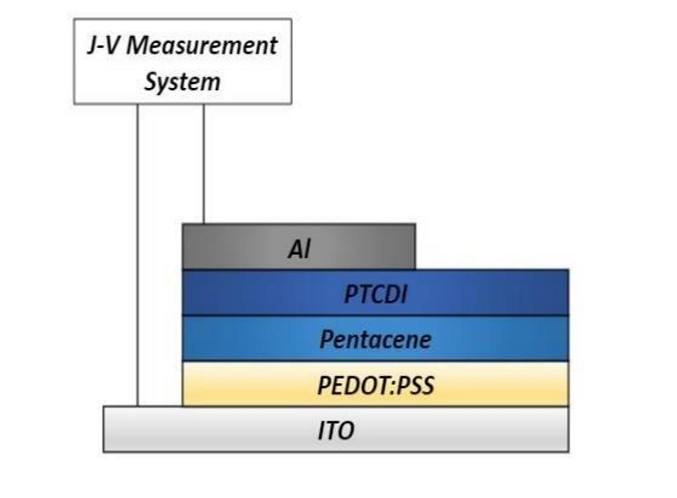 J-V Measurement
System
Al
PTCDI
Pentacene
PEDOT:PSS
ITO